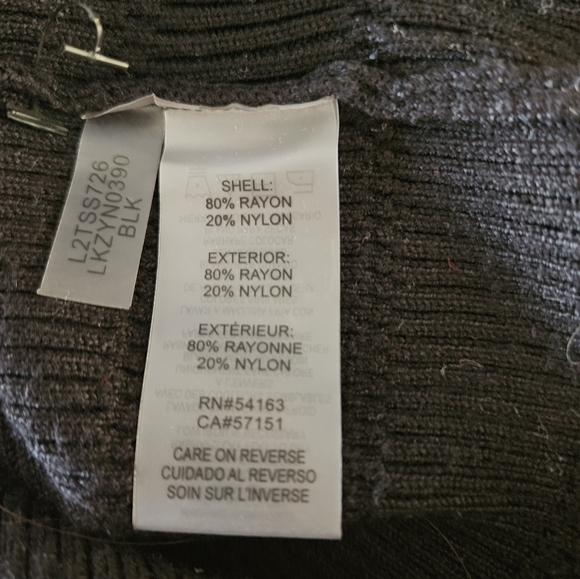 L2TSS726
LKZYN0390
BLK
SHELL:
80% RAYON
20% NYLON
EXTERIOR:
80% RAYON
20% NYLON
EXTÉRIEUR:
80% RAYONNE
20% NYLON
RN#54163
CA#57151
CARE ON REVERSE
CUIDADO AL REVERSO
SOIN SUR L'INVERSE